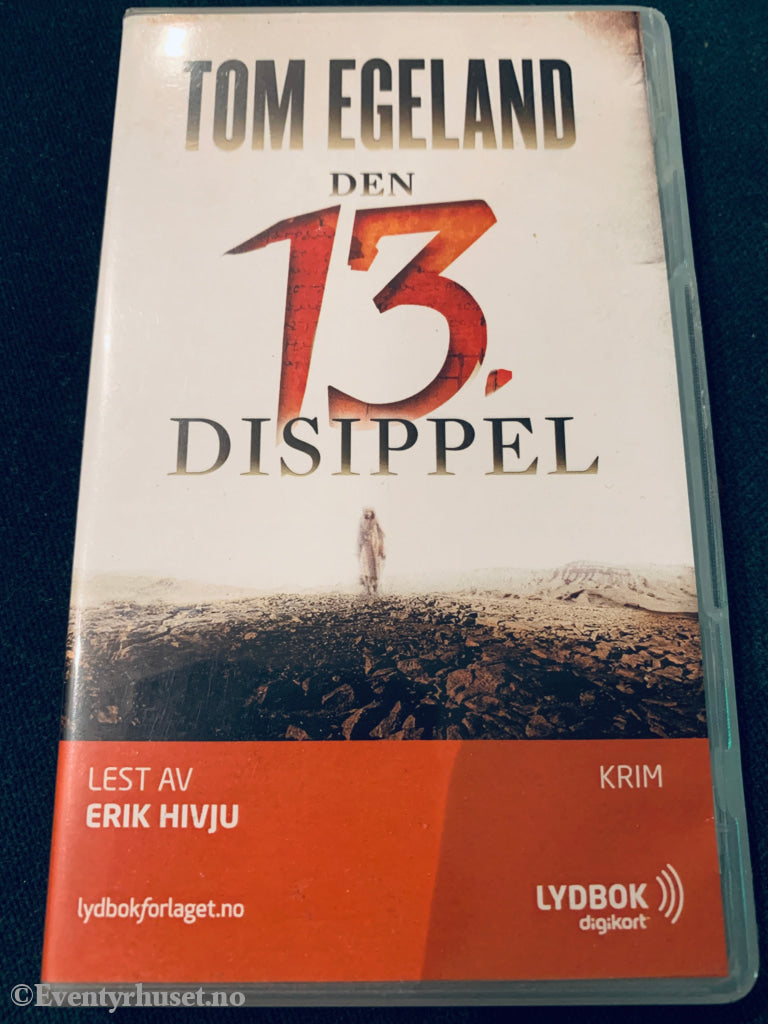 TOM EGELAND
DEN
13.
DISIPPEL
LEST AV
ERIK HIVJU
KRIM
lydbokforlaget.no
LYDBOK
digikort
©Eventyrhuset.no